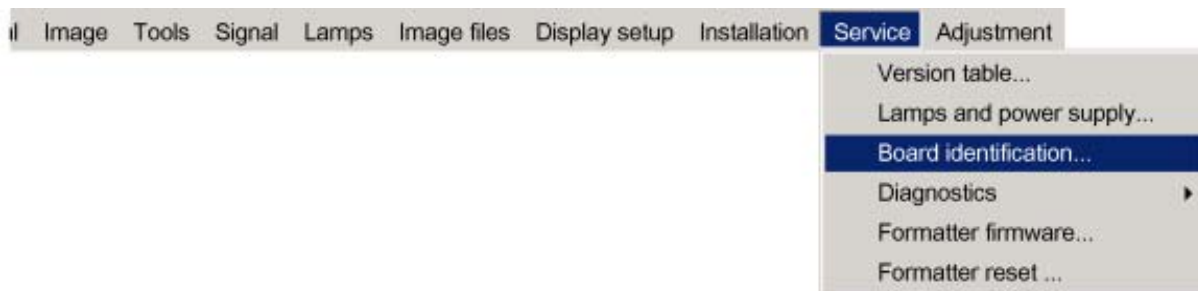 Image Tools Signal Lamps Image files Display setup Installation Service Adjustment
Version table...
Lamps and power supply...
Board identification...
Diagnostics
Formatter firmware...
Formatter reset ...